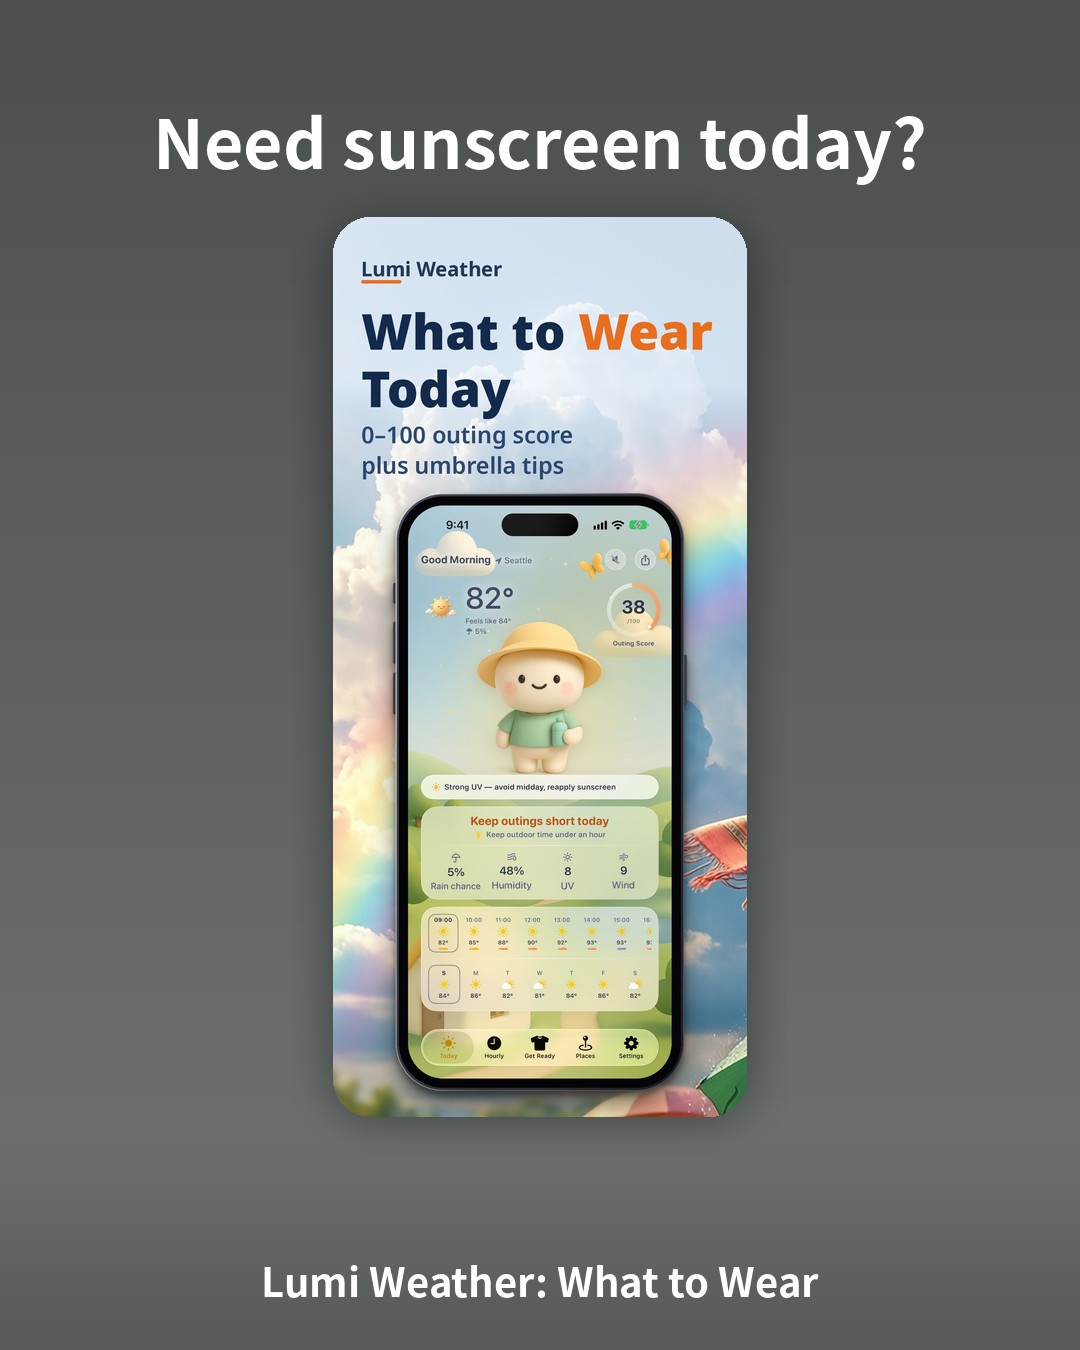 Need sunscreen today?
Lumi Weather
What to Wear
Today
0–100 outing score
plus umbrella tips
9:41
Good Morning Seattle
82°
Feels like 84°
5%
38
/100
Outing Score
Strong UV — avoid midday, reapply sunscreen
Keep outings short today
Keep outdoor time under an hour
5% 48% 8 9
Rain chance Humidity UV Wind
09:00 10:00 11:00 12:00 13:00 14:00 15:00 16:
82° 85° 88° 90° 92° 93° 93°
S M T W T F S
84° 86° 82° 81° 84° 86° 82°
Today Hourly Get Ready Places Settings
Lumi Weather: What to Wear